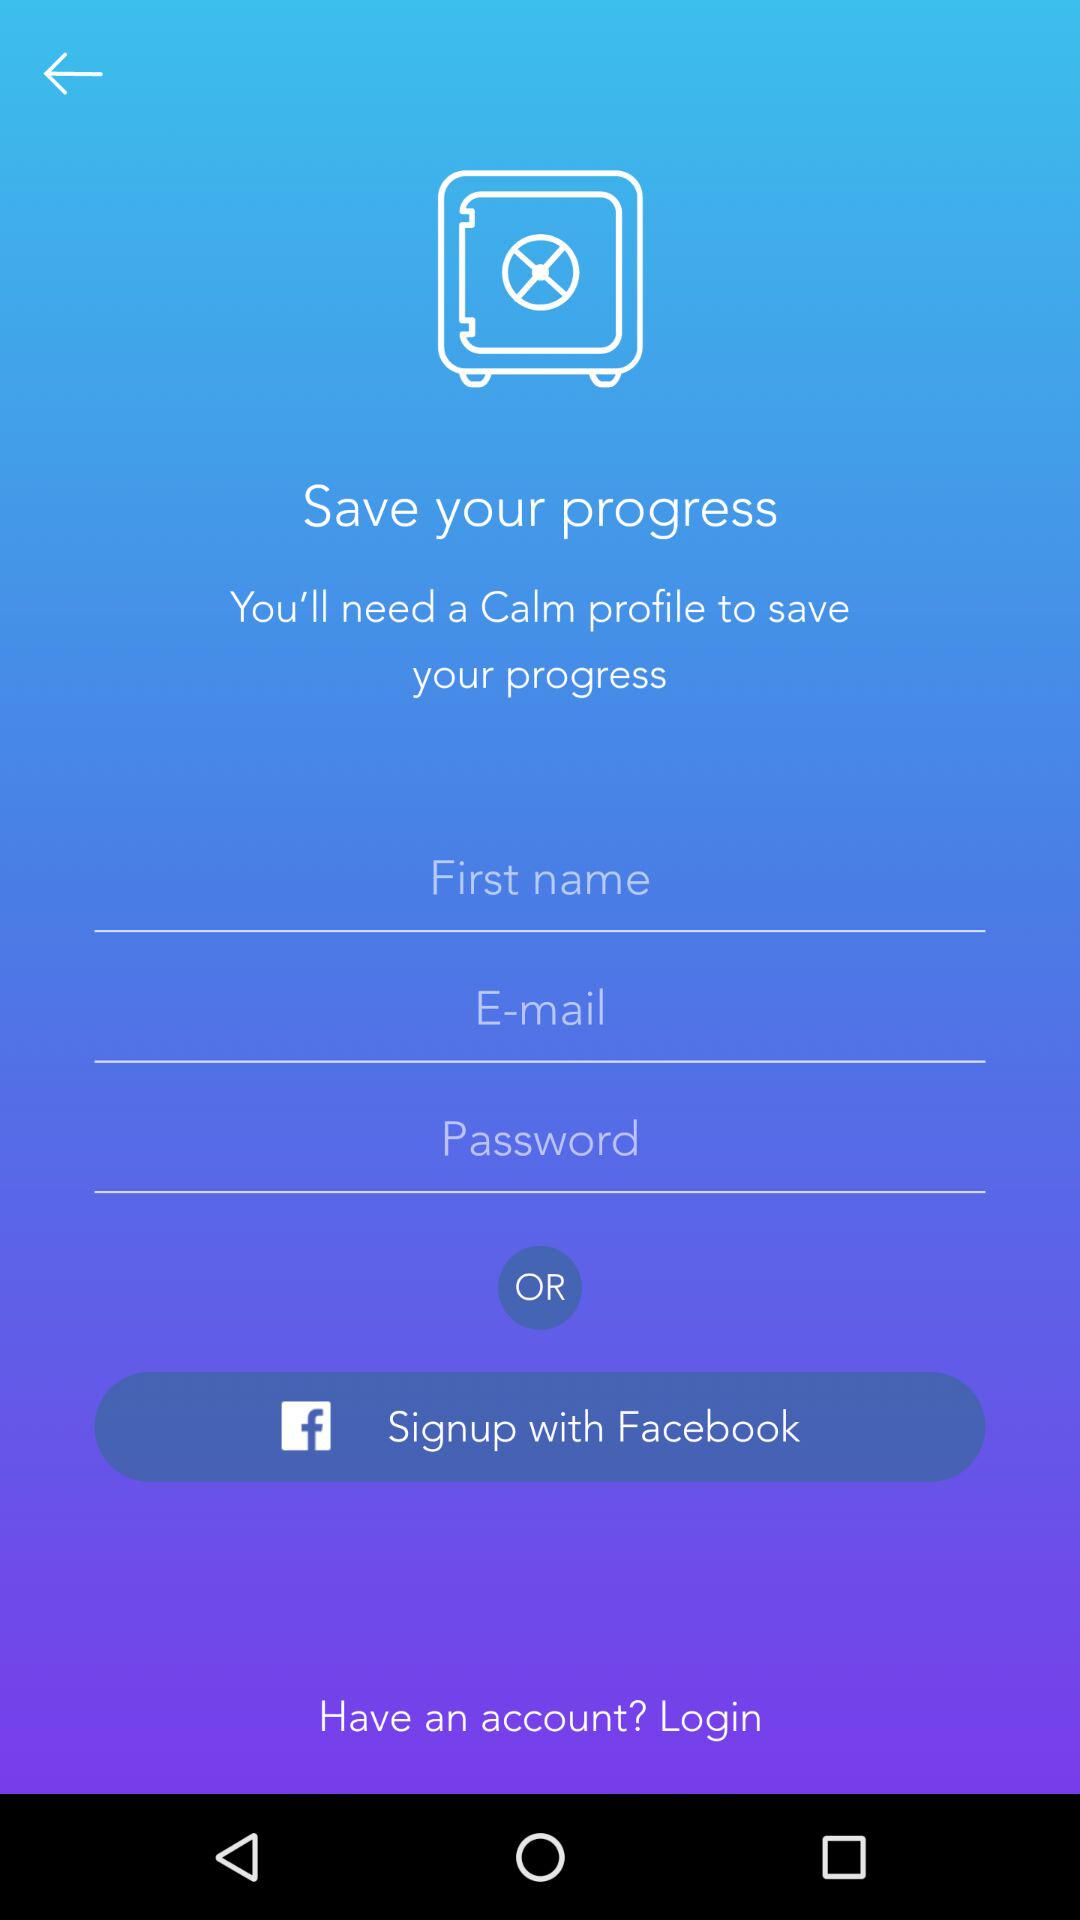 Save your progress
You’ll need a Calm profile to save
your progress
First name
E-mail
Password
OR
Signup with Facebook
Have an account? Login